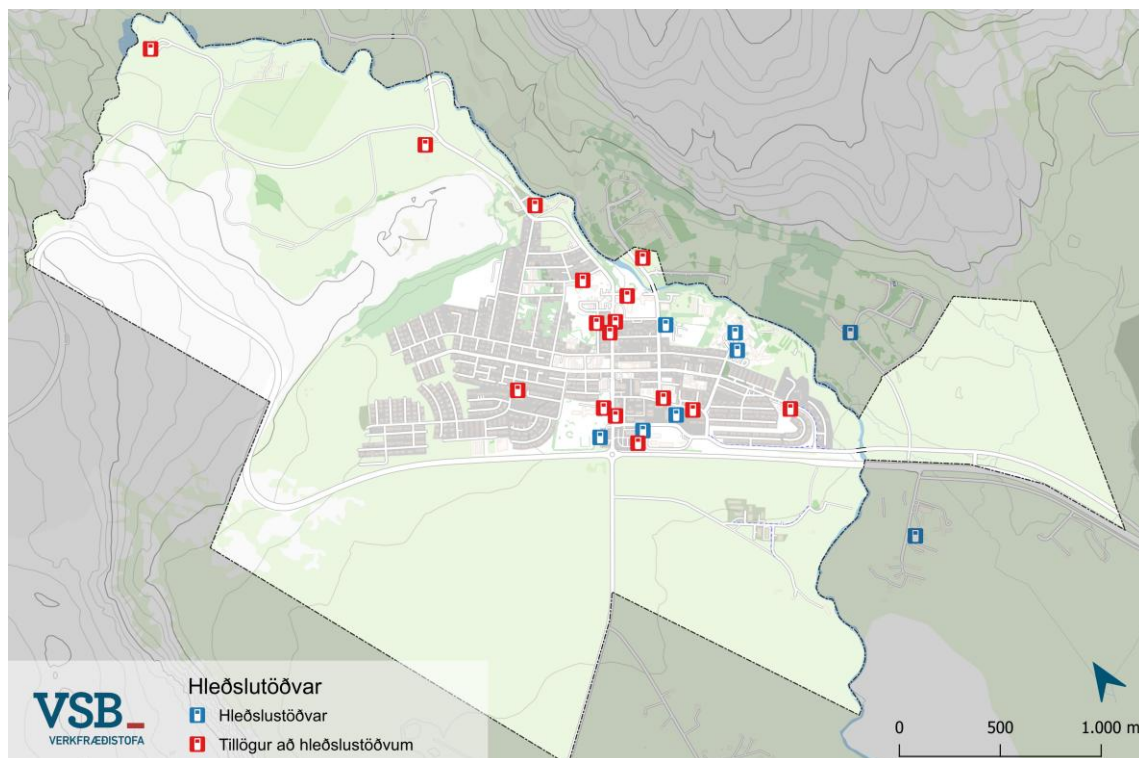 Hleðslutöðvar
Hleðslustöðvar
Tillögur að hleðslustöðvum
VSB
VERKFRÆÐISTOFA
0 500 1.000 m